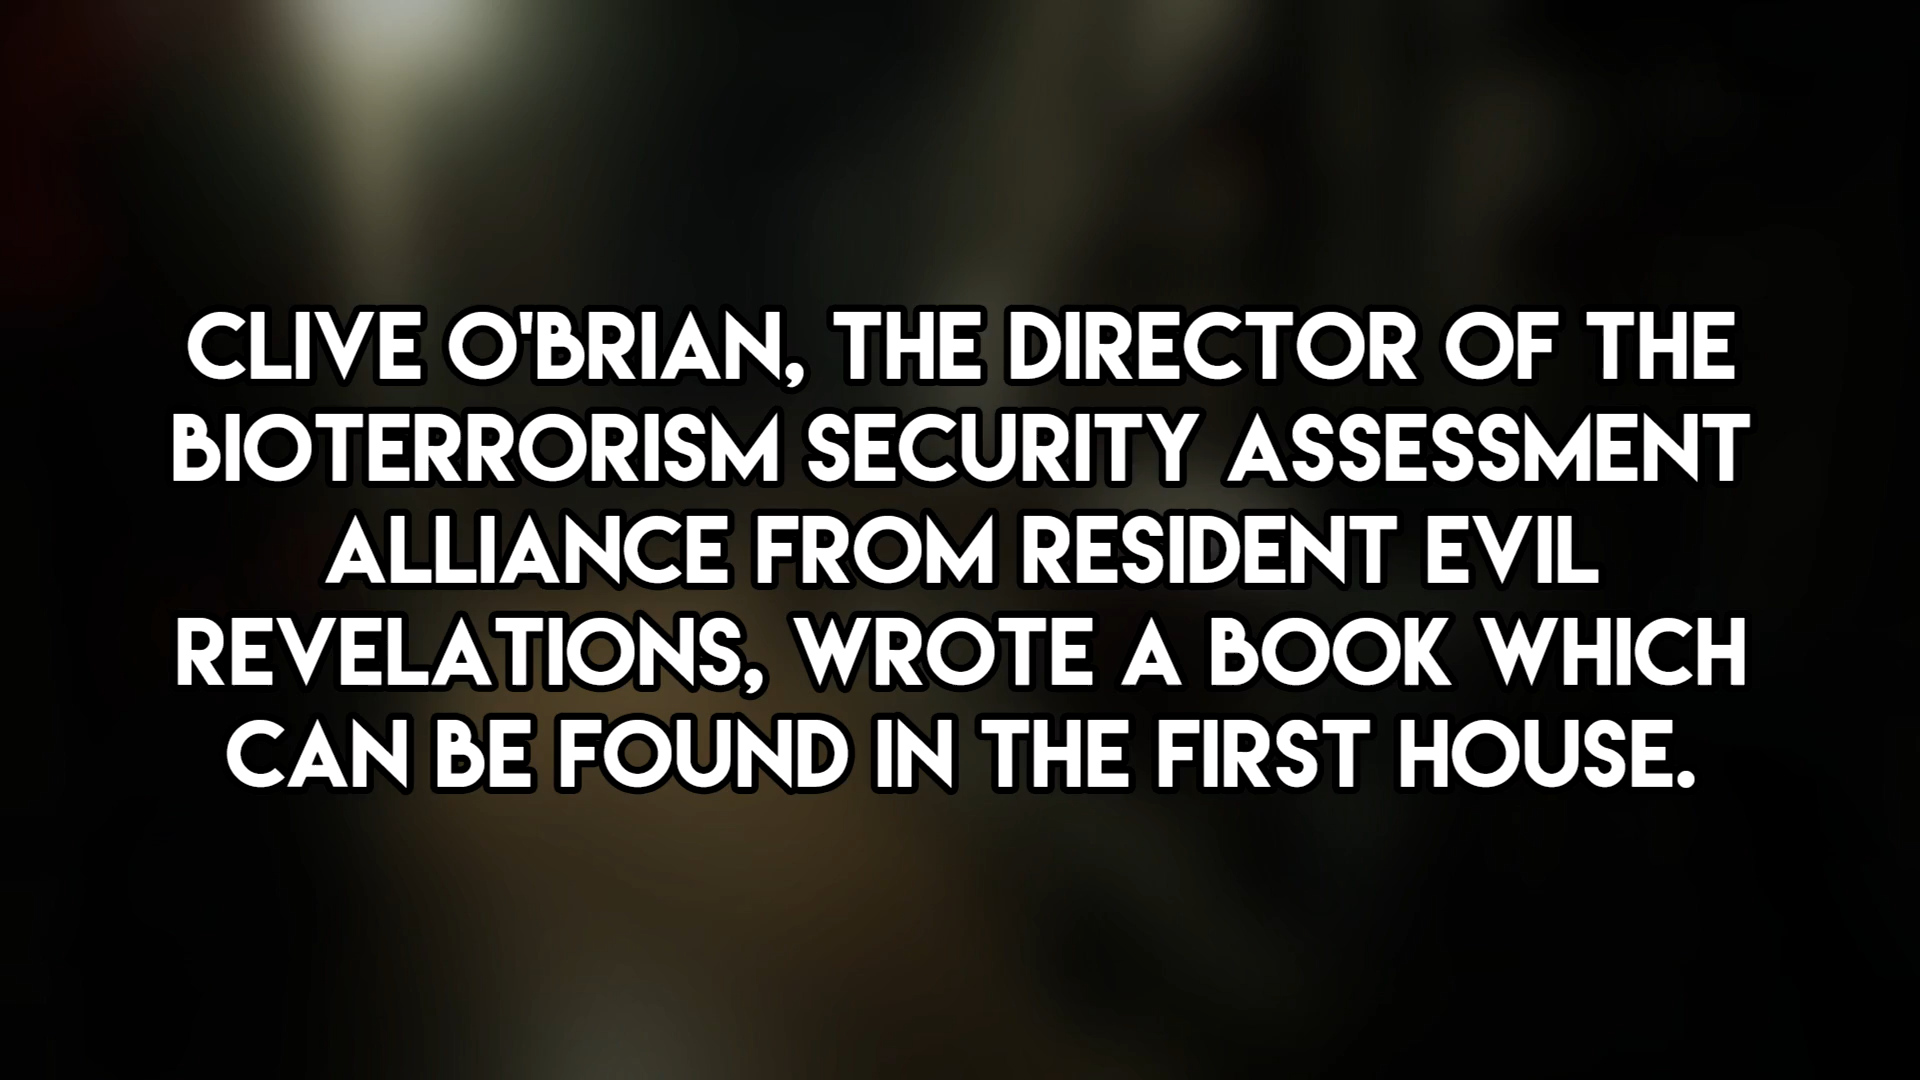 CLIVE O'BRIAN, THE DIRECTOR OF THE
BIOTERRORISM SECURITY ASSESSMENT
ALLIANCE FROM RESIDENT EVIL
REVELATIONS, WROTE A BOOK WHICH
CAN BE FOUND IN THE FIRST HOUSE.